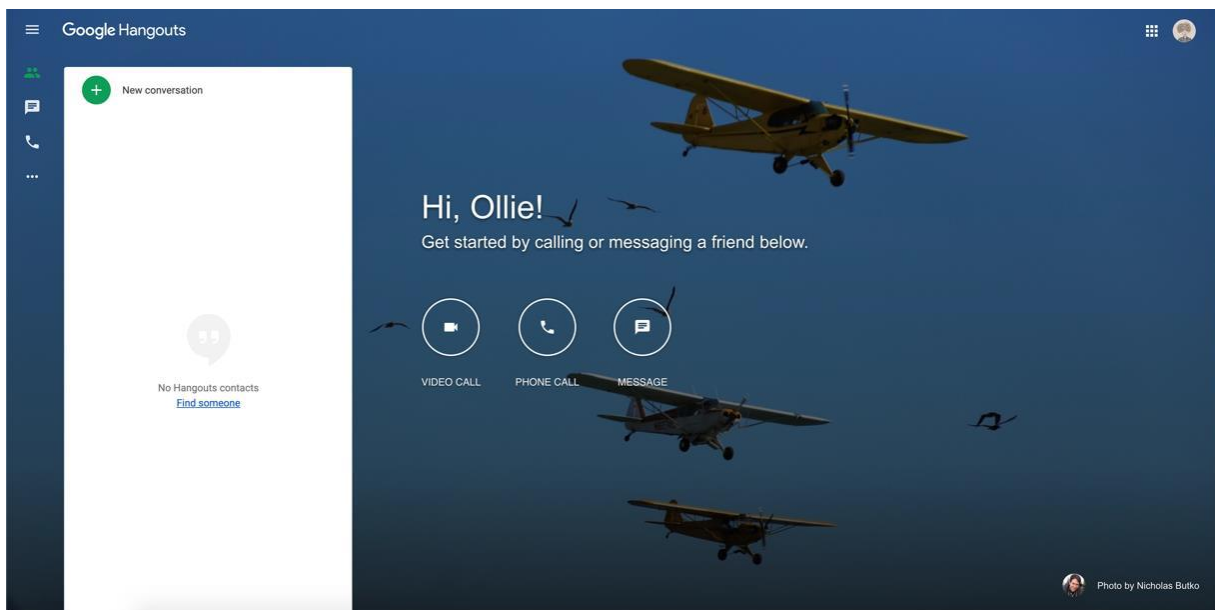 Google Hangouts
New conversation
Hi, Ollie!
Get started by calling or messaging a friend below.
VIDEO CALL
PHONE CALL
MESSAGE
No Hangouts contacts
Find someone
Photo by Nicholas Butko